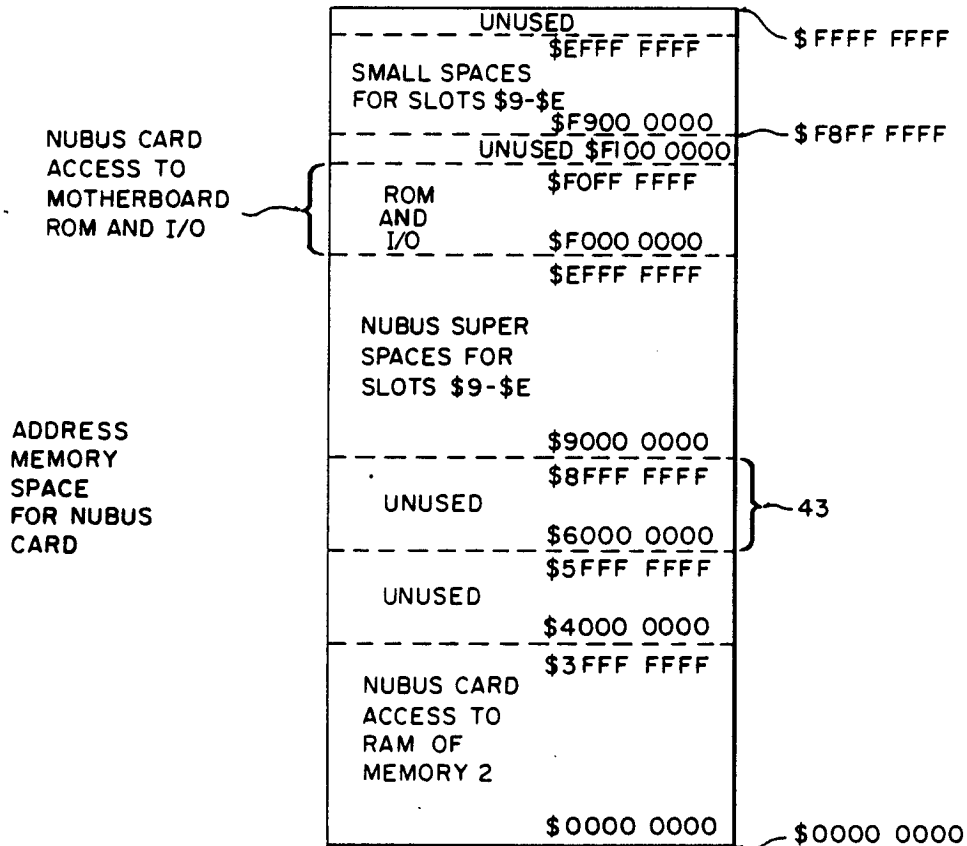 UNUSED
$FFFF FFFF
$EFFF FFFF
SMALL SPACES
FOR SLOTS $9-$E
$F900 0000
$F8FF FFFF
UNUSED $F100 0000
NUBUS CARD
ACCESS TO
MOTHERBOARD
ROM AND I/O
$F0FF FFFF
ROM
AND
I/O
$F000 0000
$EFFF FFFF
NUBUS SUPER
SPACES FOR
SLOTS $9-$E
$9000 0000
ADDRESS
MEMORY
SPACE
FOR NUBUS
CARD
$8FFF FFFF
UNUSED
43
$6000 0000
$5FFF FFFF
UNUSED
$4000 0000
$3FFF FFFF
NUBUS CARD
ACCESS TO
RAM OF
MEMORY 2
$0000 0000
$0000 0000